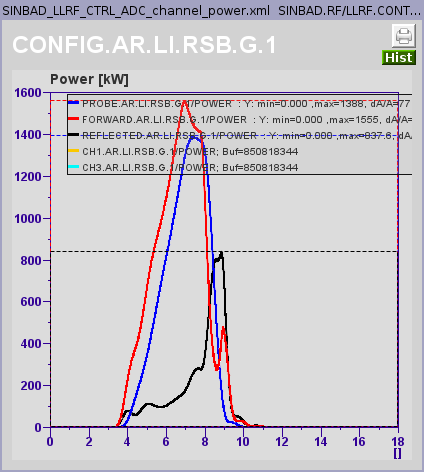 SINBAD_LLRF_CTRL_ADC_channel_power.xml SINBAD.RF/LLRF.CONT...
CONFIG.AR.LI.RSB.G.1
Hist
Power [kW]
PROBE.AR.LI.RSB.G.1/POWER : Y: min=0.000 ,max=1388, dA/A=77
FORWARD.AR.LI.RSB.G.1/POWER : Y: min=0.000 ,max=1555, dA/A=
REFLECTED.AR.LI.RSB.G.1/POWER : Y: min=0.000 ,max=837.6, dA
CH1.AR.LI.RSB.G.1/POWER; Buf=850818344
CH3.AR.LI.RSB.G.1/POWER; Buf=850818344
1600
1400
1200
1000
800
600
400
200
0
0 2 4 6 8 10 12 14 16 18
[]